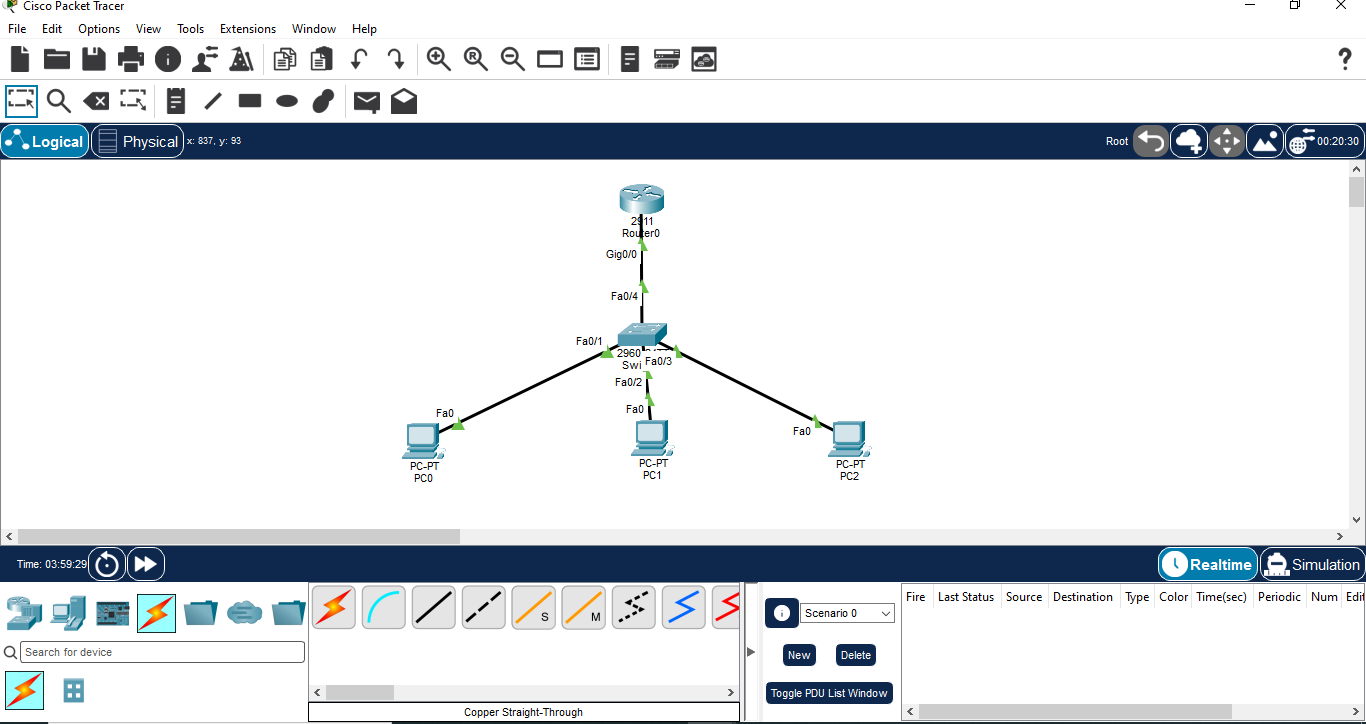 Cisco Packet Tracer
File Edit Options View Tools Extensions Window Help
Logical Physical x: 837, y: 93 Root 00:20:30
2911
Router0
Gig0/0
Fa0/4
Fa0/1
2960
Fa0/3
Swi
Fa0/2
Fa0
Fa0
Fa0
PC-PT
PC0
PC-PT
PC1
PC-PT
PC2
Time: 03:59:29 Realtime Simulation
S M
Search for device
Copper Straight-Through
Scenario 0
New Delete
Toggle PDU List Window
Fire Last Status Source Destination Type Color Time(sec) Periodic Num Edit